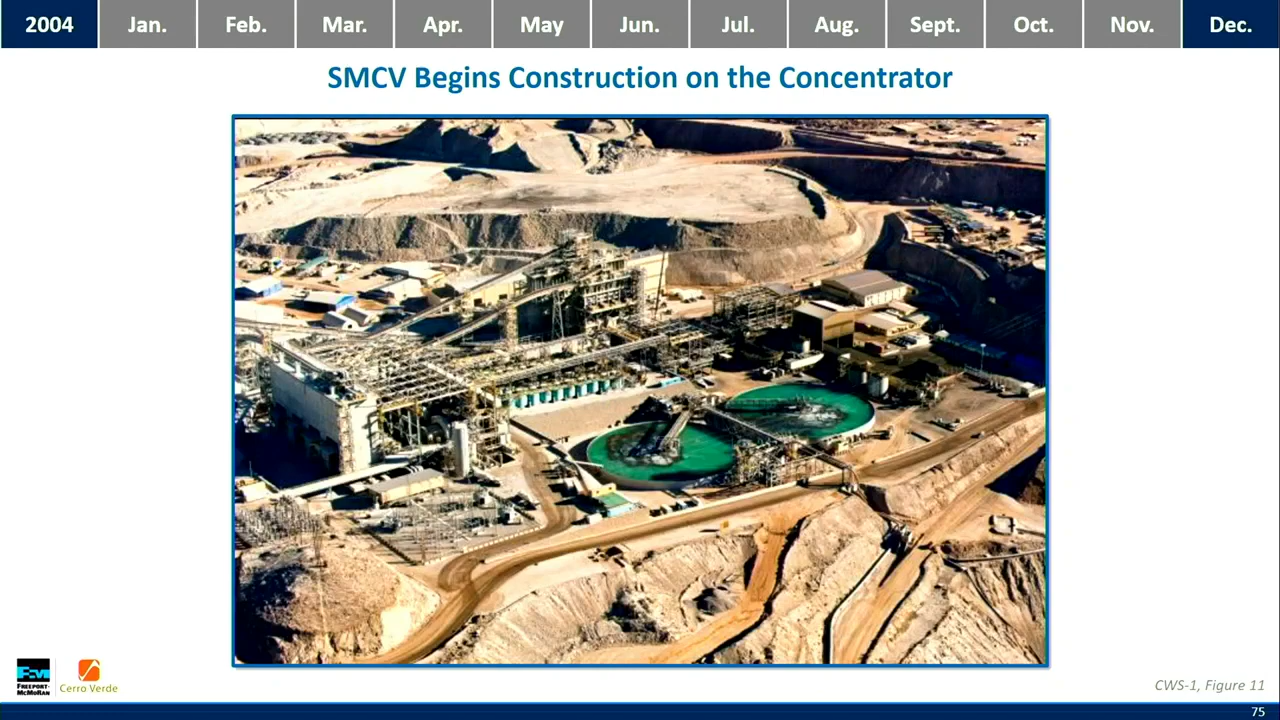 2004 Jan. Feb. Mar. Apr. May Jun. Jul. Aug. Sept. Oct. Nov. Dec.
SMCV Begins Construction on the Concentrator
FREEPORT-
McMoRAN
Cerro Verde
CWS-1, Figure 11
75